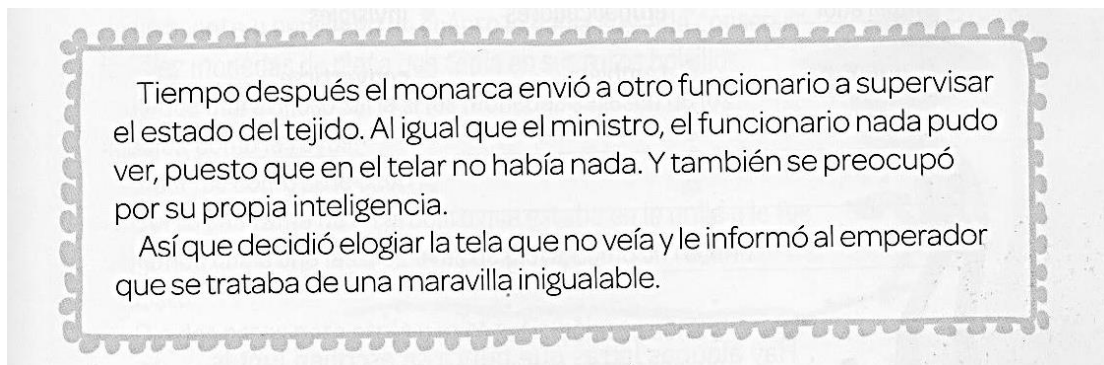 Tiempo después el monarca envió a otro funcionario a supervisar
el estado del tejido. Al igual que el ministro, el funcionario nada pudo
ver, puesto que en el telar no había nada. Y también se preocupó
por su propia inteligencia.
Así que decidió elogiar la tela que no veía y le informó al emperador
que se trataba de una maravilla inigualable.